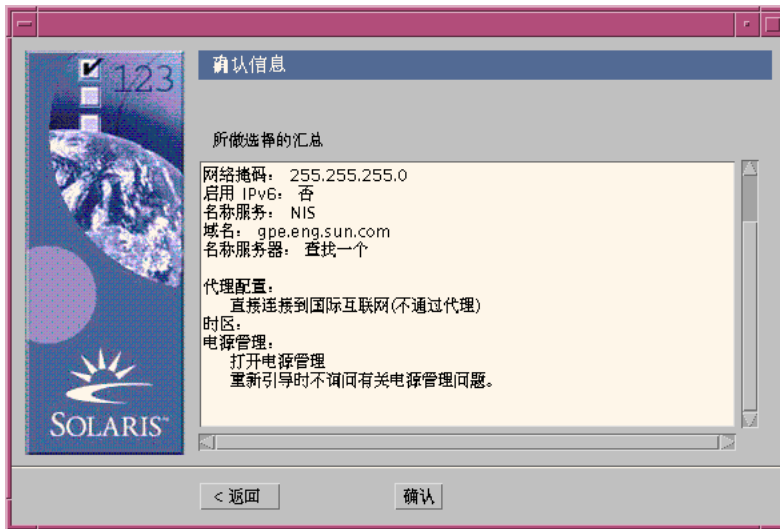 123
确认信息
所做选择的汇总
网络掩码： 255.255.255.0
启用 IPv6： 否
名称服务： NIS
域名： gpe.eng.sun.com
名称服务器： 查找一个
代理配置：
直接连接到国际互联网(不通过代理)
时区：
电源管理：
打开电源管理
重新引导时不询问有关电源管理问题。
SOLARIS™
< 返回
确认